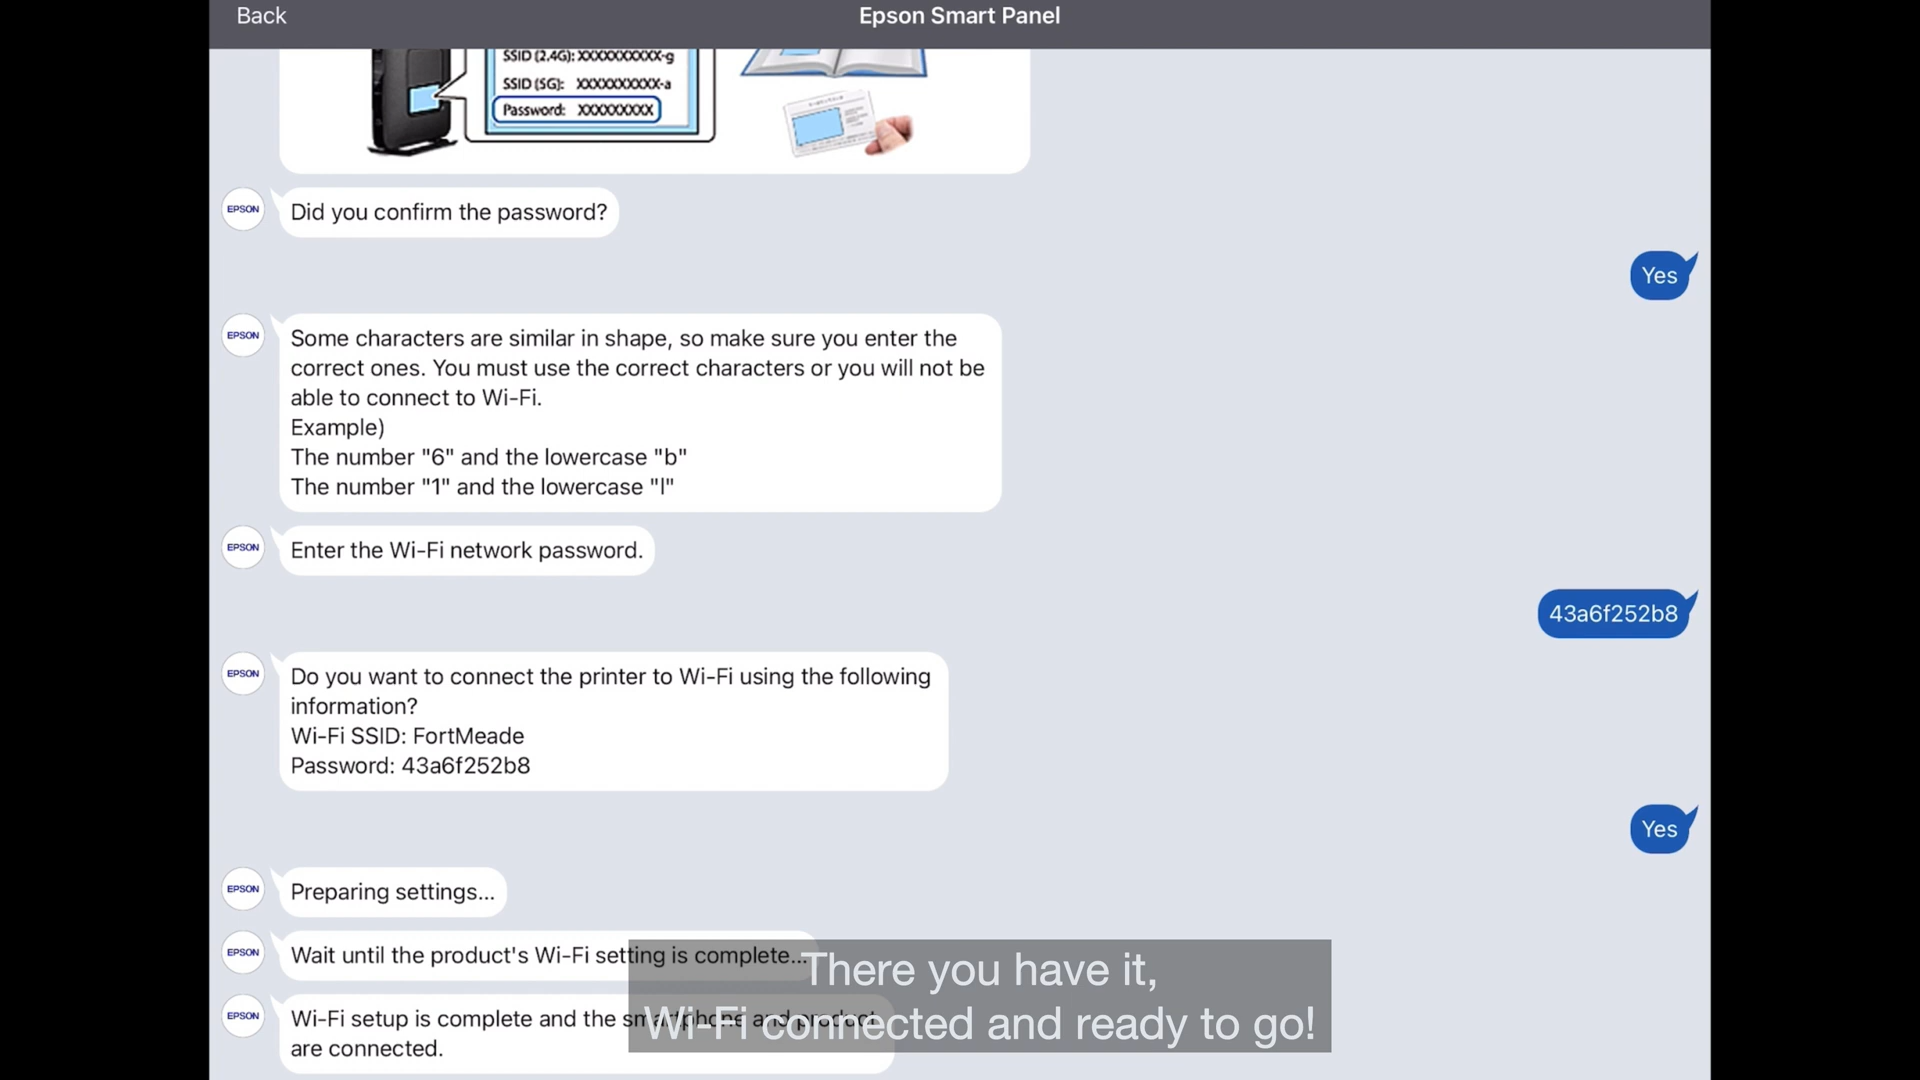 Back
Epson Smart Panel
SSID (2.4G): XXXXXXXXXX-g
SSID (5G): XXXXXXXXXX-a
Password: XXXXXXXXX
EPSON
Did you confirm the password?
Yes
EPSON
Some characters are similar in shape, so make sure you enter the
correct ones. You must use the correct characters or you will not be
able to connect to Wi-Fi.
Example)
The number "6" and the lowercase "b"
The number "1" and the lowercase "l"
EPSON
Enter the Wi-Fi network password.
43a6f252b8
EPSON
Do you want to connect the printer to Wi-Fi using the following
information?
Wi-Fi SSID: FortMeade
Password: 43a6f252b8
Yes
EPSON
Preparing settings...
EPSON
Wait until the product's Wi-Fi setting is complete...
EPSON
Wi-Fi setup is complete and the smartphone and product
are connected.
There you have it,
Wi-Fi connected and ready to go!